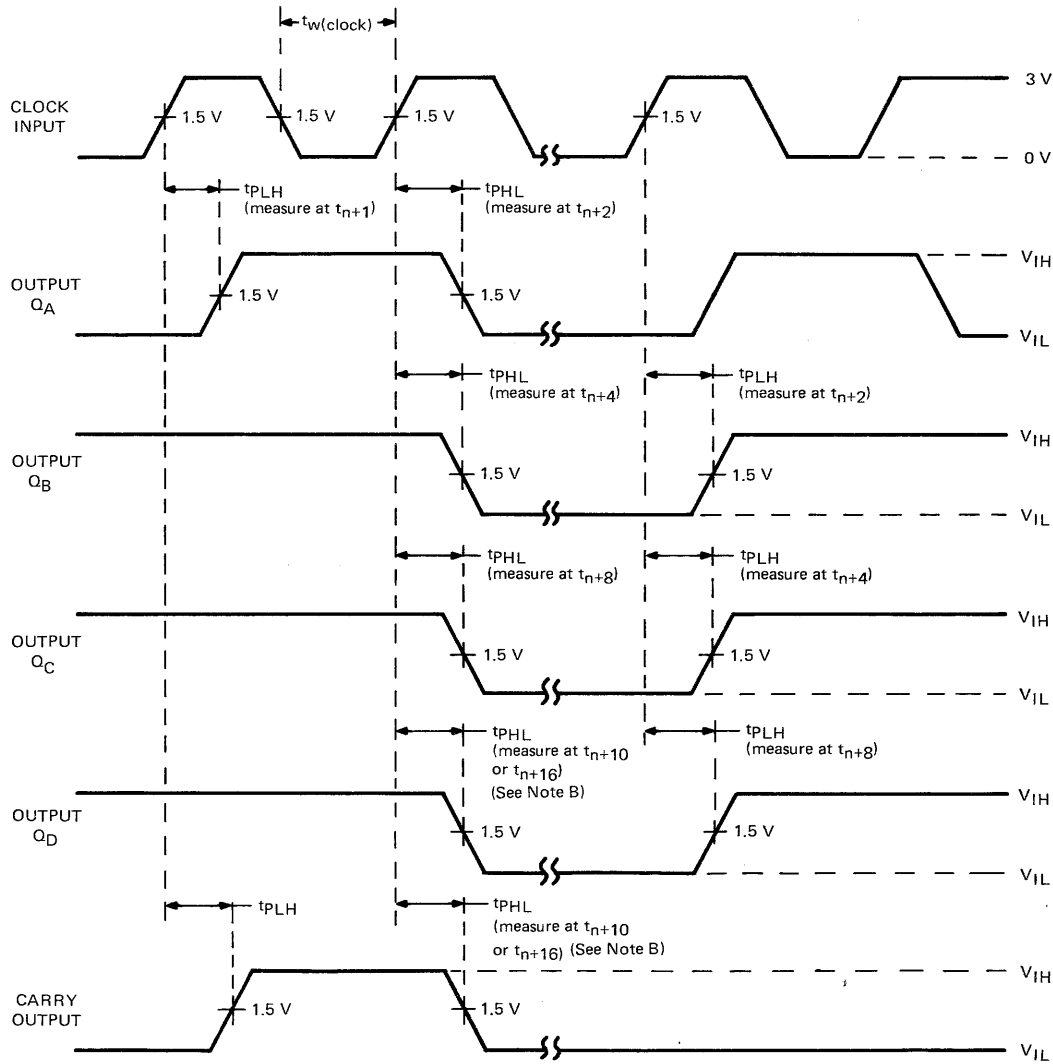 tw(clock)
3 V
CLOCK
INPUT
1.5 V
1.5 V
1.5 V
1.5 V
0 V
tPLH
(measure at tn+1)
tPHL
(measure at tn+2)
VIH
OUTPUT
QA
1.5 V
1.5 V
VIL
tPHL
(measure at tn+4)
tPLH
(measure at tn+2)
VIH
OUTPUT
QB
1.5 V
1.5 V
VIL
tPHL
(measure at tn+8)
tPLH
(measure at tn+4)
VIH
OUTPUT
QC
1.5 V
1.5 V
VIL
tPHL
(measure at tn+10
or tn+16)
(See Note B)
tPLH
(measure at tn+8)
VIH
OUTPUT
QD
1.5 V
1.5 V
VIL
tPLH
tPHL
(measure at tn+10
or tn+16) (See Note B)
VIH
CARRY
OUTPUT
1.5 V
1.5 V
VIL